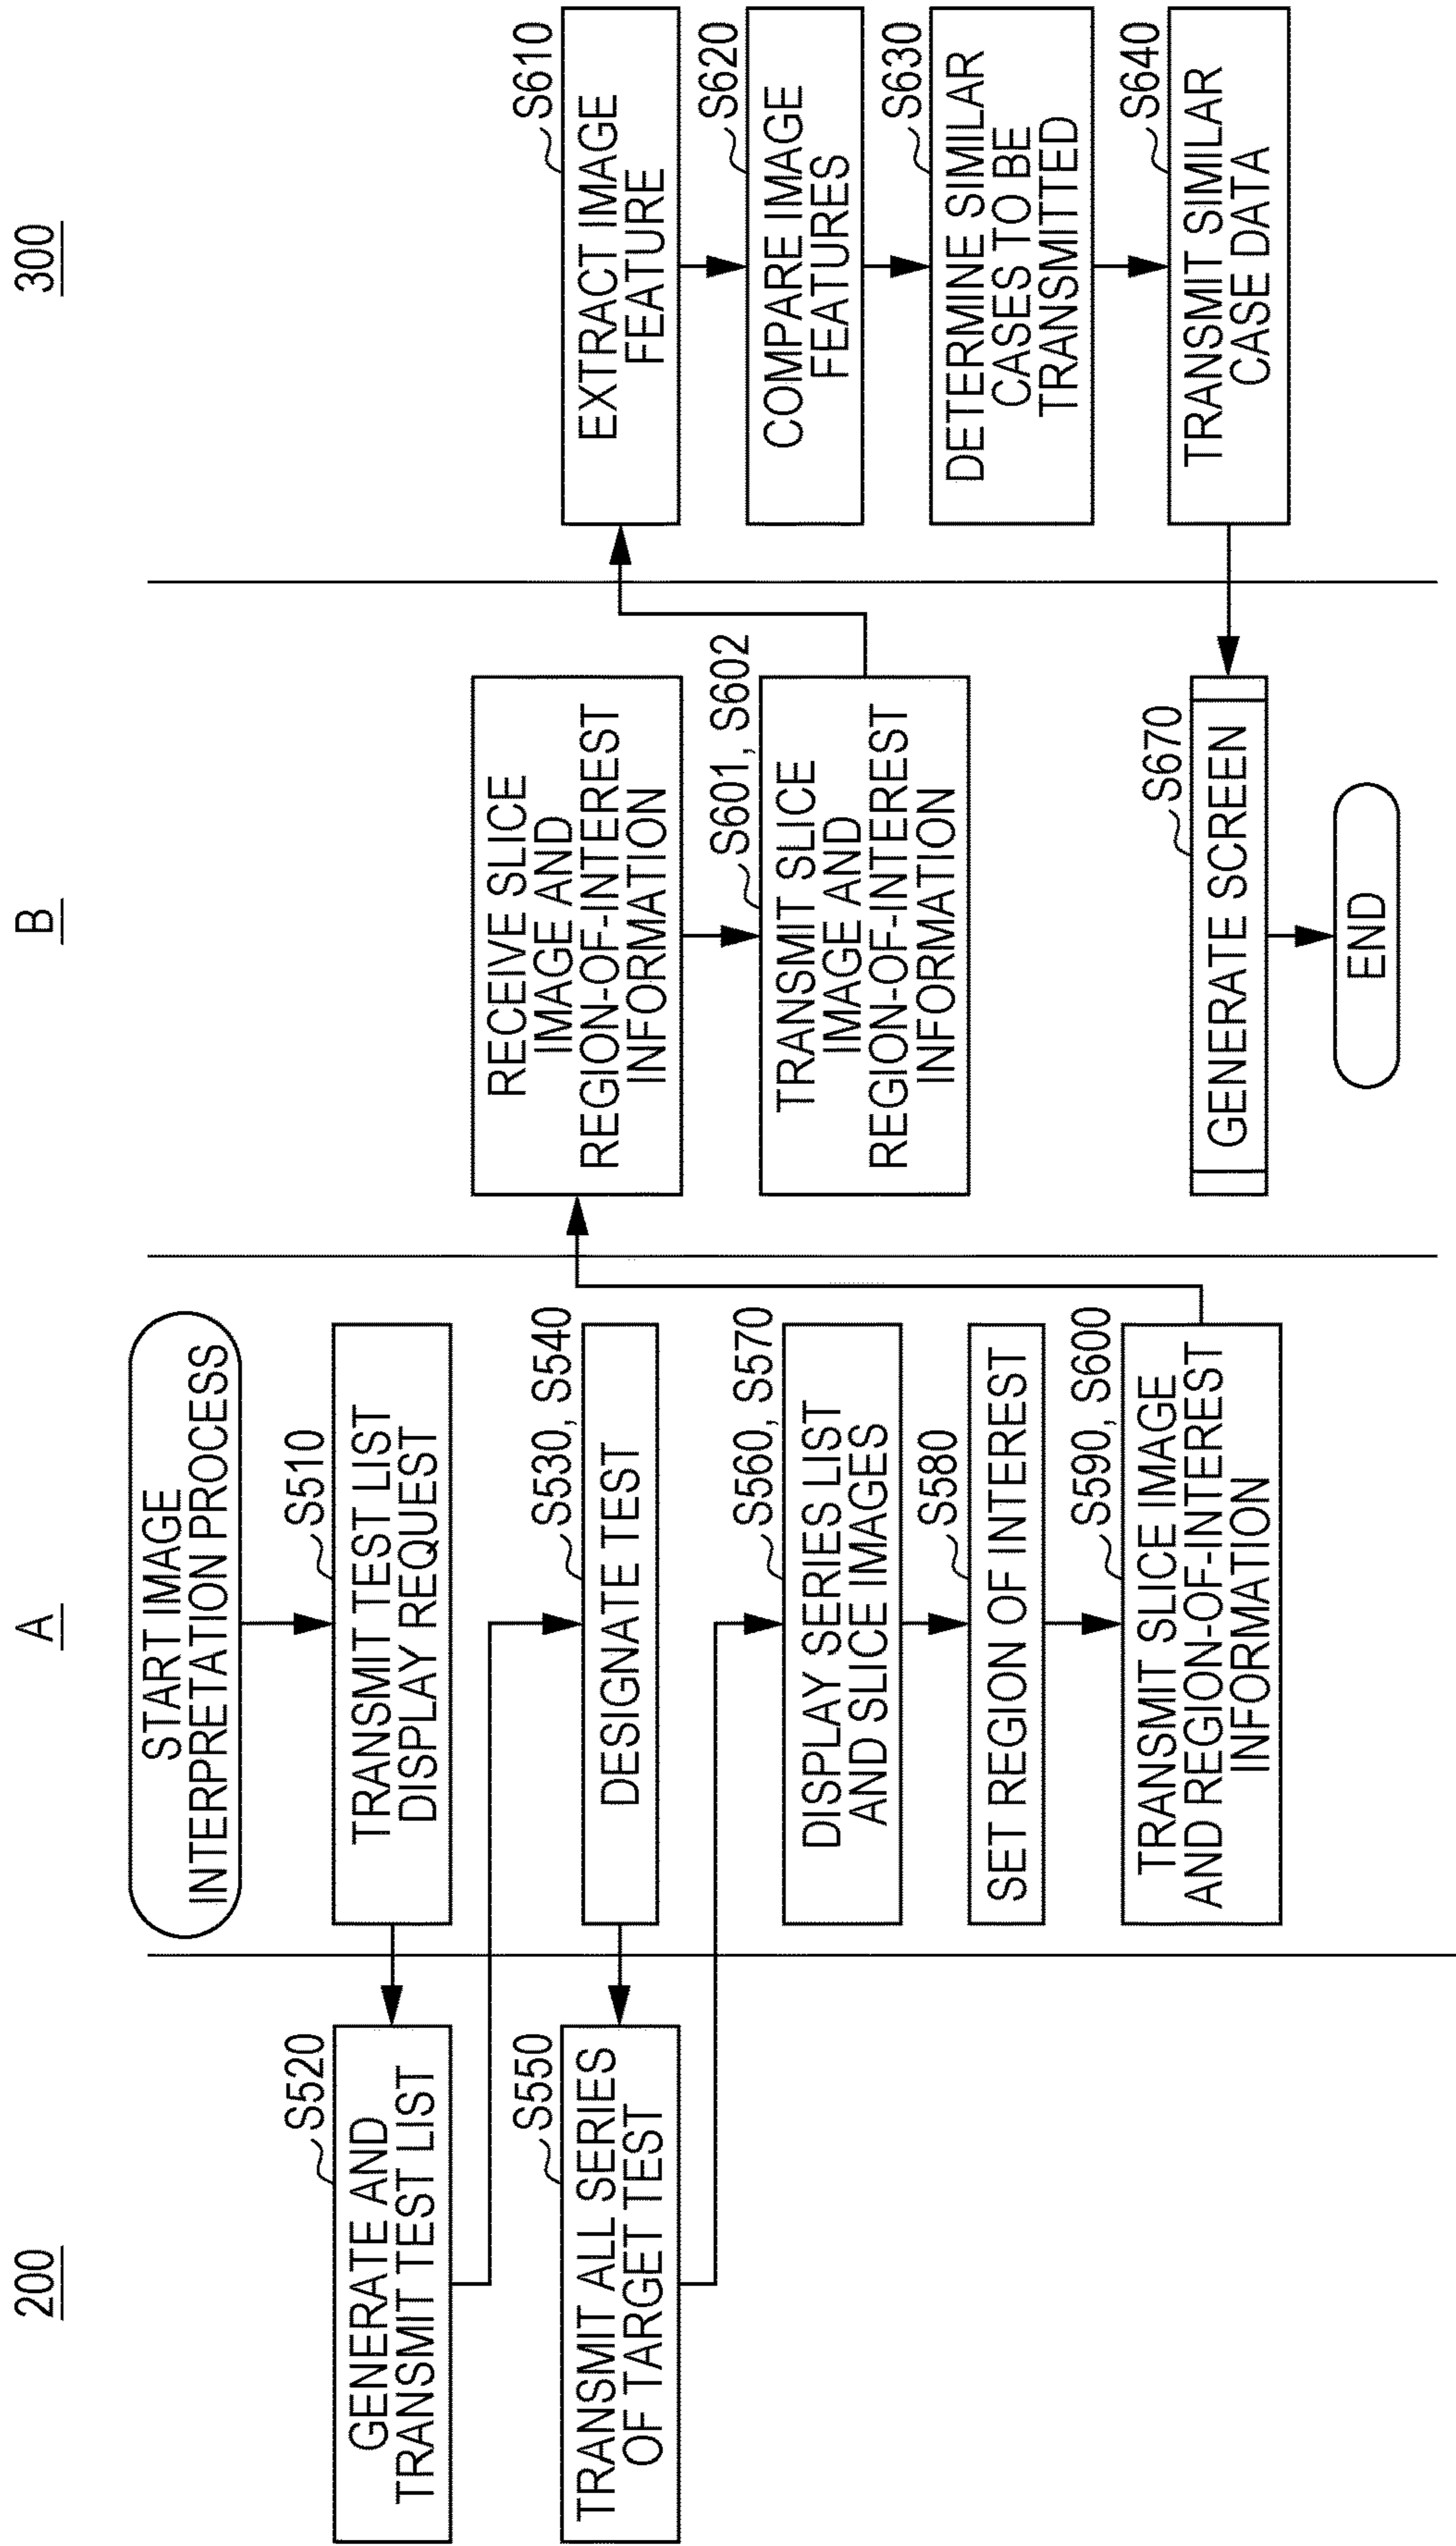 200
A
B
300
START IMAGE
INTERPRETATION PROCESS
S510
TRANSMIT TEST LIST
DISPLAY REQUEST
S520
GENERATE AND
TRANSMIT TEST LIST
S530, S540
DESIGNATE TEST
S550
TRANSMIT ALL SERIES
OF TARGET TEST
S560, S570
DISPLAY SERIES LIST
AND SLICE IMAGES
S580
SET REGION OF INTEREST
S590, S600
TRANSMIT SLICE IMAGE
AND REGION-OF-INTEREST
INFORMATION
RECEIVE SLICE
IMAGE AND
REGION-OF-INTEREST
INFORMATION
S601, S602
TRANSMIT SLICE
IMAGE AND
REGION-OF-INTEREST
INFORMATION
S610
EXTRACT IMAGE
FEATURE
S620
COMPARE IMAGE
FEATURES
S630
DETERMINE SIMILAR
CASES TO BE
TRANSMITTED
S640
TRANSMIT SIMILAR
CASE DATA
S670
GENERATE SCREEN
END